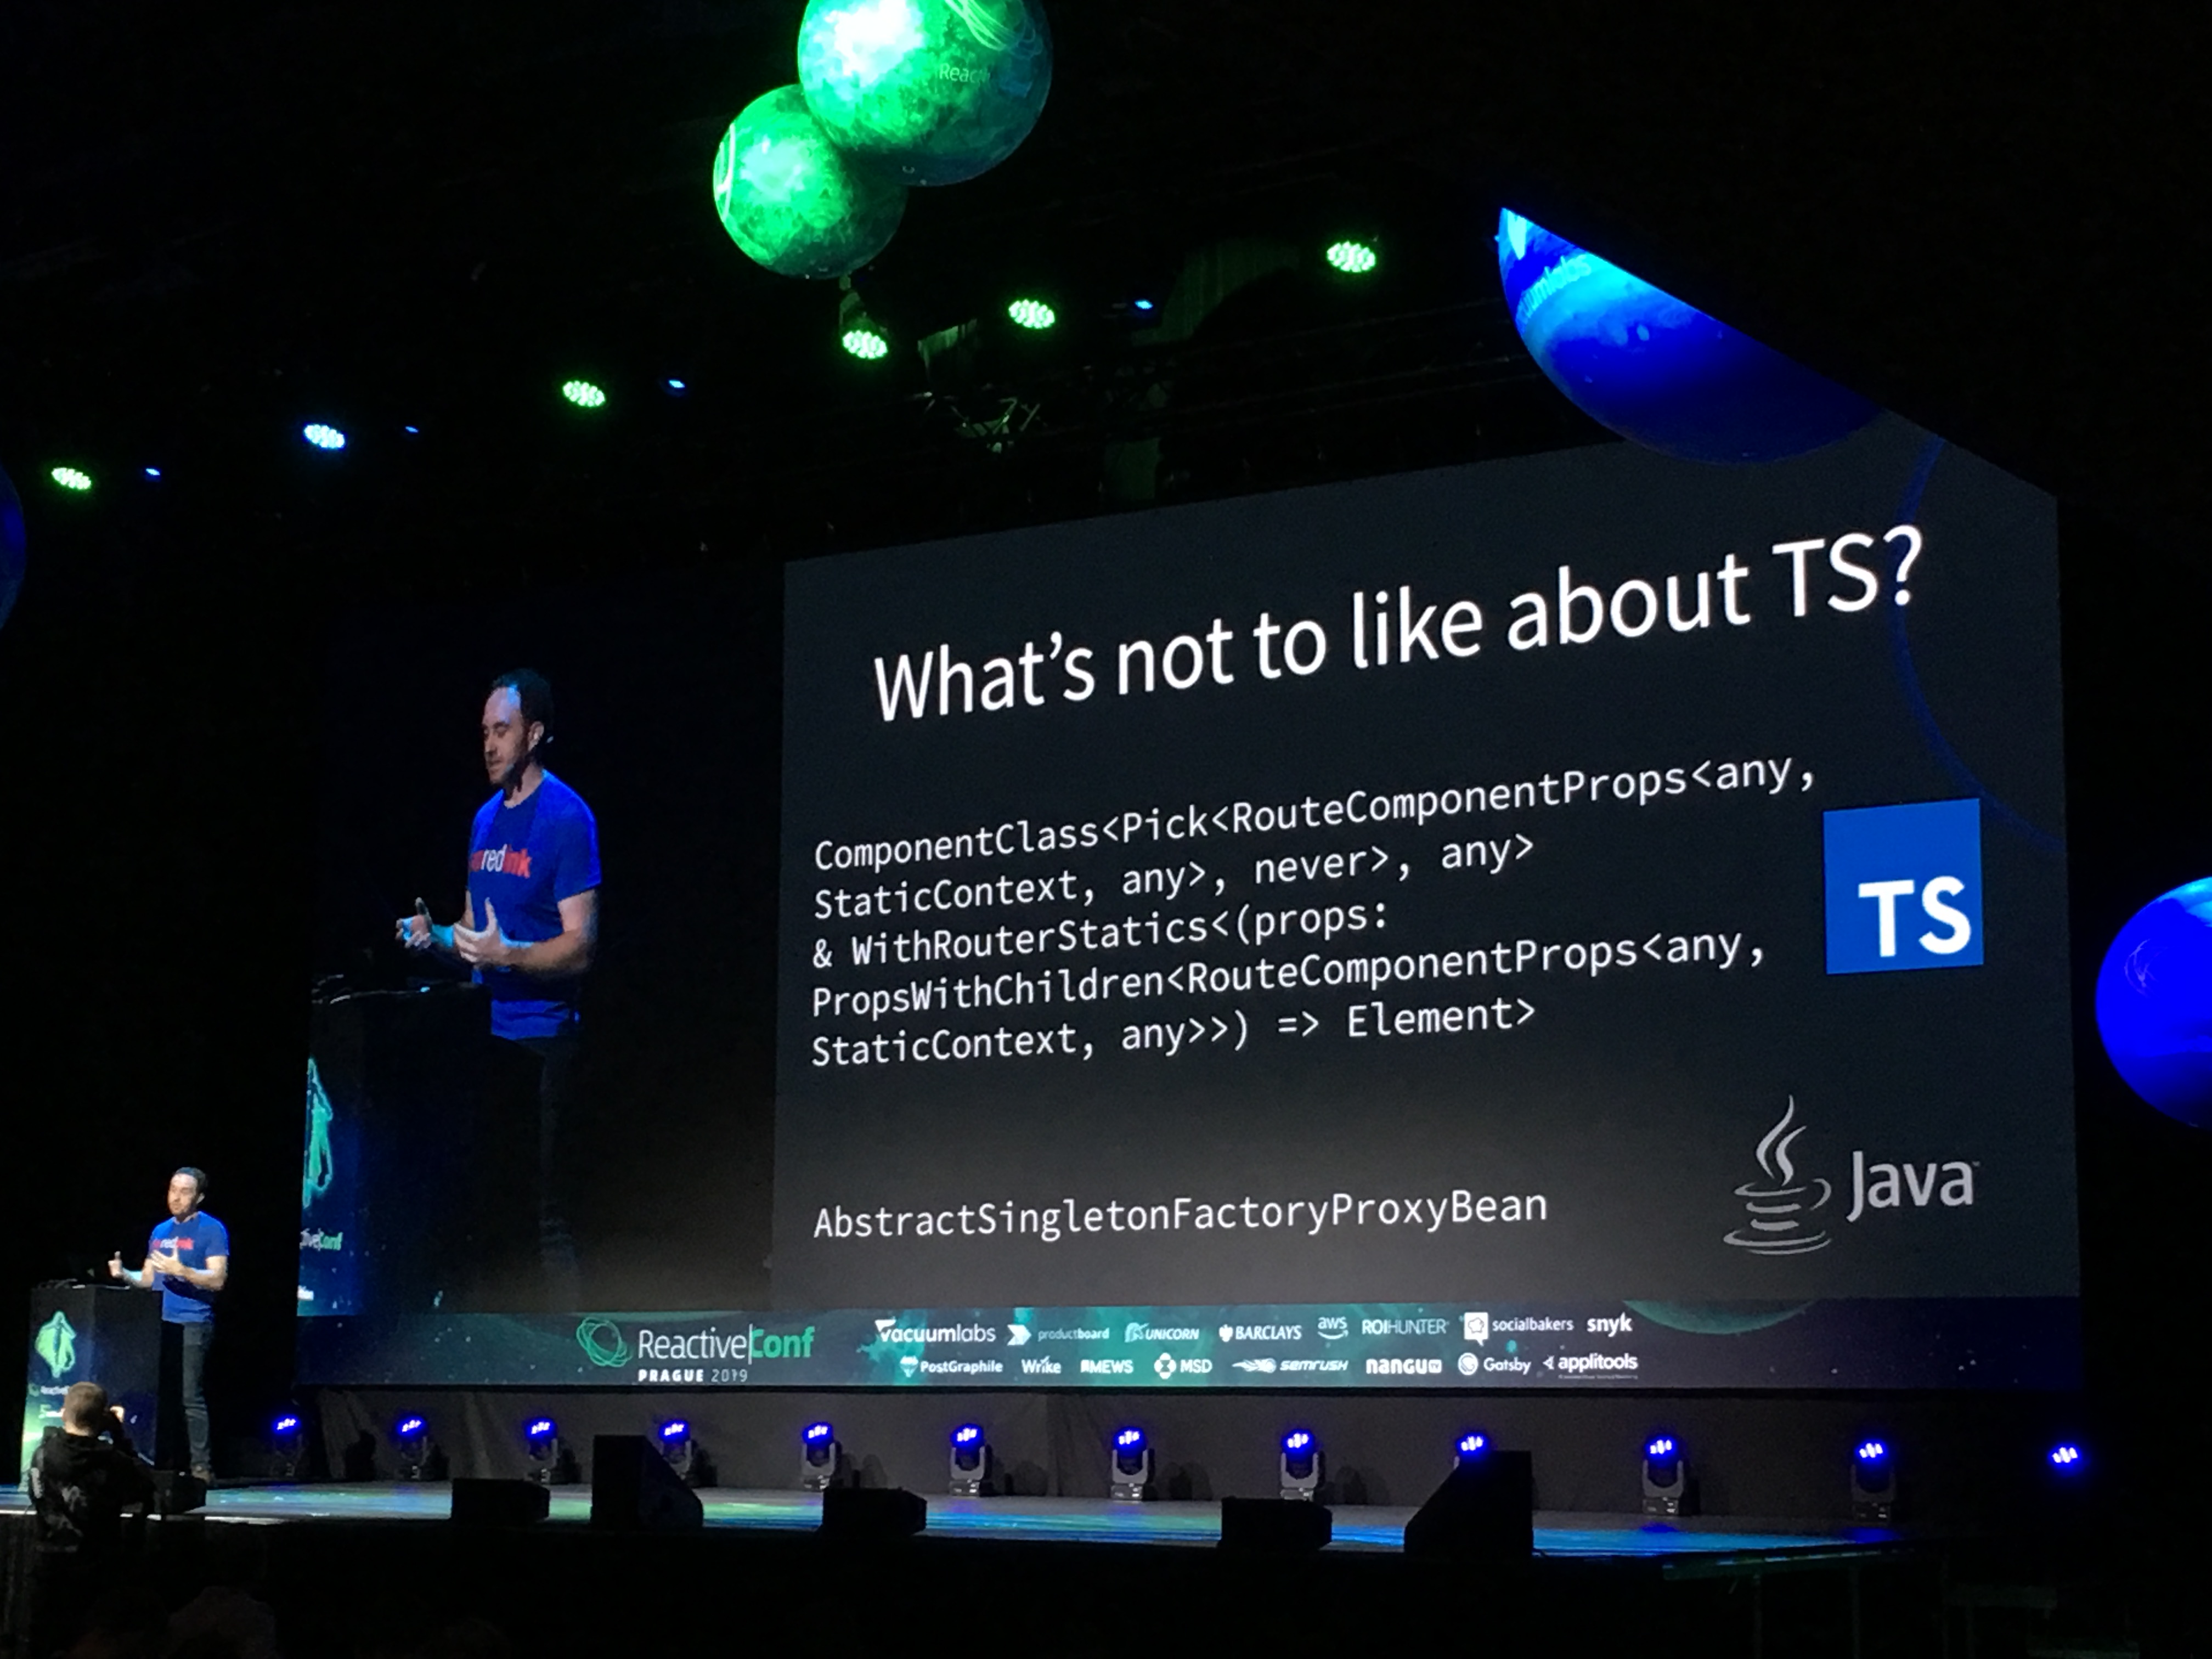 What's not to like about TS?
ComponentClass<Pick<RouteComponentProps<any,
StaticContext, any>, never>, any>
& WithRouterStatics<(props:
PropsWithChildren<RouteComponentProps<any,
StaticContext, any>>) => Element>
TS
AbstractSingletonFactoryProxyBean
Java
Reactive|Conf
PRAGUE 2019
vacuumlabs productboard UNICORN BARCLAYS aws ROIHUNTER socialbakers snyk
PostGraphile Wrike MEWS MSD semrush nangu Gatsby applitools